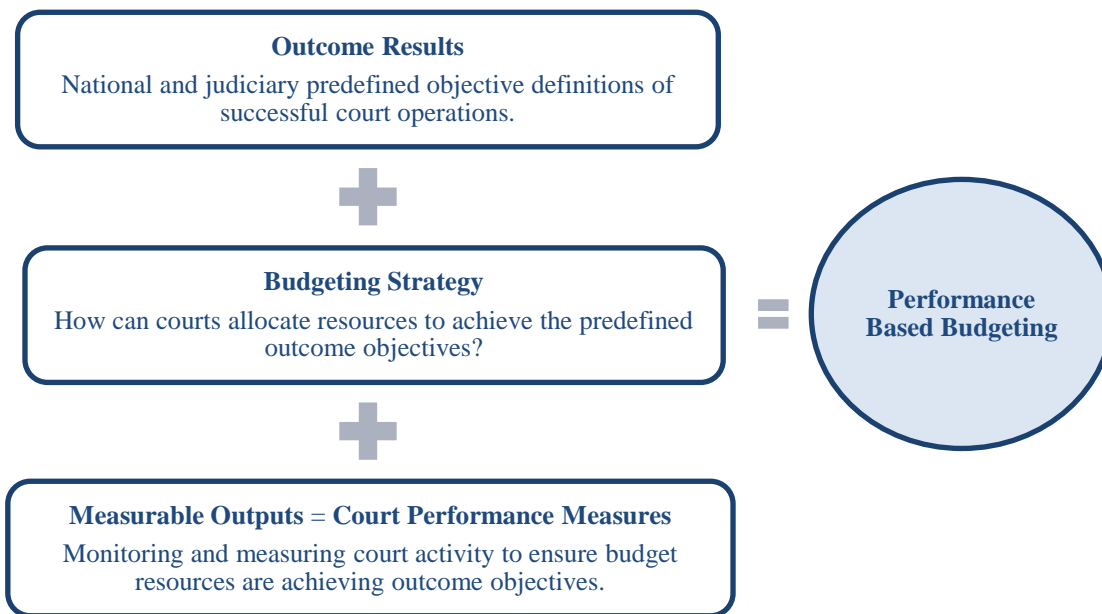 Outcome Results
National and judiciary predefined objective definitions of
successful court operations.
Budgeting Strategy
How can courts allocate resources to achieve the predefined
outcome objectives?
Measurable Outputs = Court Performance Measures
Monitoring and measuring court activity to ensure budget
resources are achieving outcome objectives.
Performance
Based Budgeting